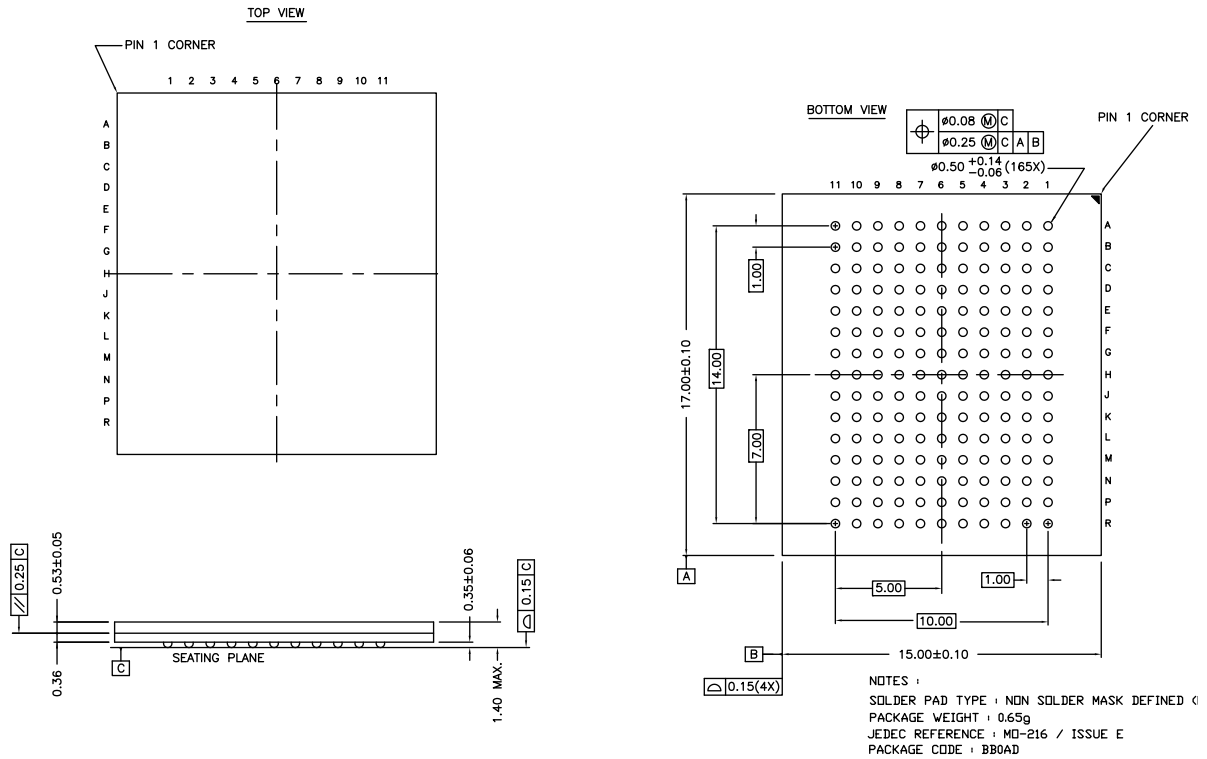 TOP VIEW
PIN 1 CORNER
1 2 3 4 5 6 7 8 9 10 11
A
B
C
D
E
F
G
H
J
K
L
M
N
P
R
BOTTOM VIEW
PIN 1 CORNER
ø0.08 Ⓜ C
ø0.25 Ⓜ C A B
ø0.50 +0.14 -0.06 (165X)
11 10 9 8 7 6 5 4 3 2 1
A
B
C
D
E
F
G
H
J
K
L
M
N
P
R
1.00
14.00
7.00
17.00±0.10
A
5.00
1.00
10.00
B
15.00±0.10
0.15(4X)
// 0.25 C
0.53±0.05
0.36
C
SEATING PLANE
0.35±0.06
0.15 C
1.40 MAX.
NOTES :
SOLDER PAD TYPE : NON SOLDER MASK DEFINED (
PACKAGE WEIGHT : 0.65g
JEDEC REFERENCE : MO-216 / ISSUE E
PACKAGE CODE : BB0AD